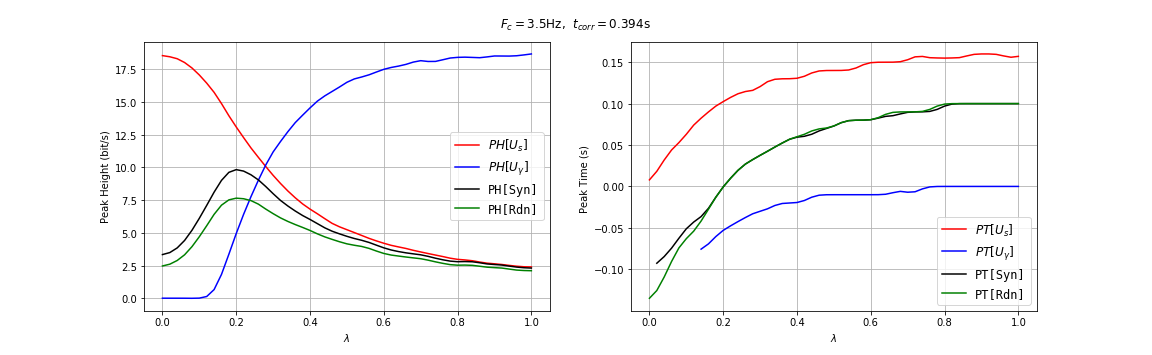 F_c = 3.5Hz, t_corr = 0.394s
Peak Height (bit/s)
17.5
15.0
12.5
10.0
7.5
5.0
2.5
0.0
0.0 0.2 0.4 0.6 0.8 1.0
λ
PH[U_s]
PH[U_γ]
PH[Syn]
PH[Rdn]
Peak Time (s)
0.15
0.10
0.05
0.00
−0.05
−0.10
0.0 0.2 0.4 0.6 0.8 1.0
λ
PT[U_s]
PT[U_γ]
PT[Syn]
PT[Rdn]